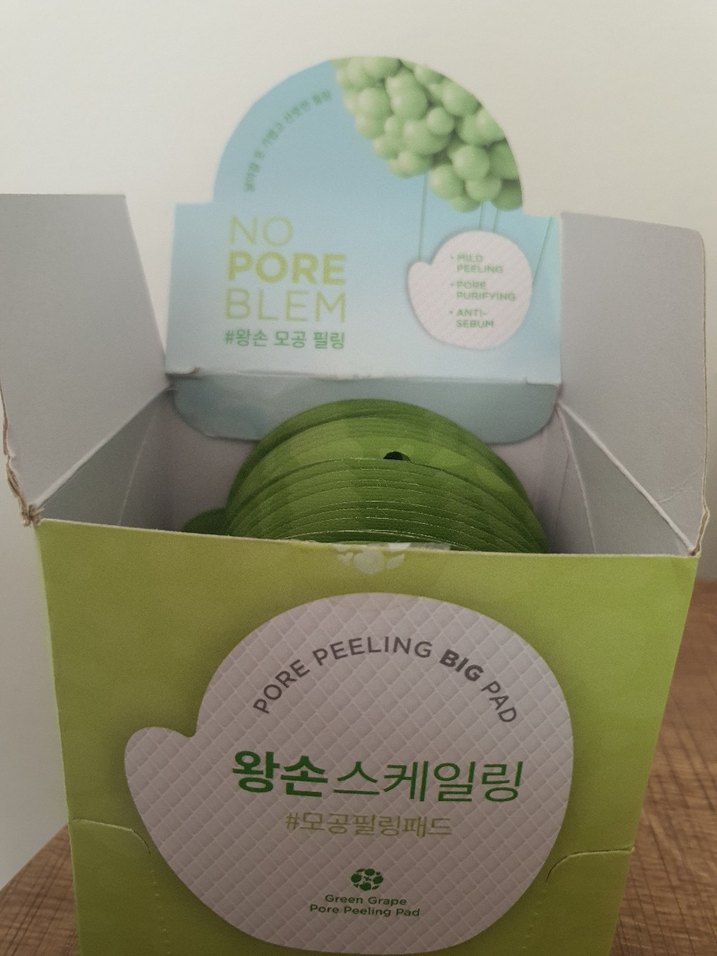 NO
PORE
BLEM
#왕손 모공 필링
• MILD
PEELING
• PORE
PURIFYING
• ANTI-
SEBUM
PORE PEELING BIG PAD
왕손스케일링
#모공필링패드
Green Grape
Pore Peeling Pad